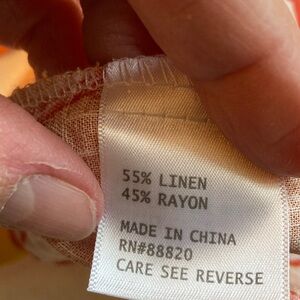 55% LINEN
45% RAYON
MADE IN CHINA
RN#88820
CARE SEE REVERSE